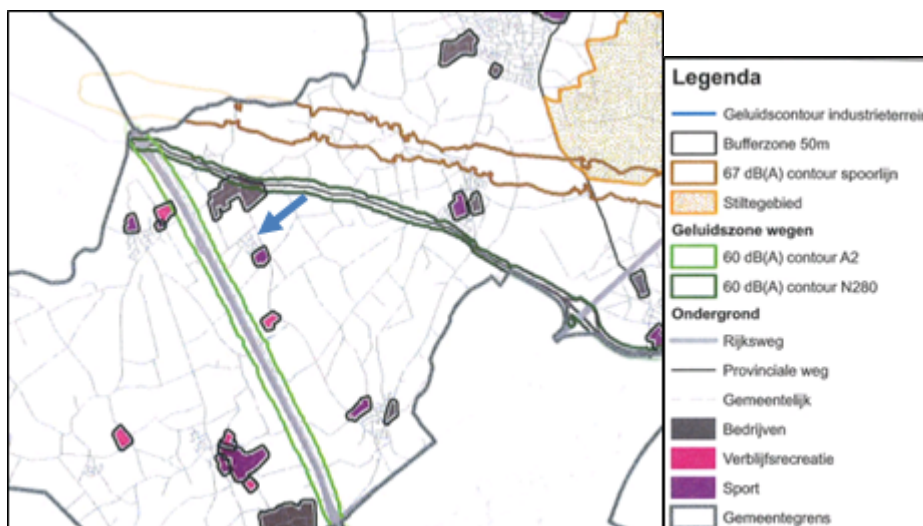 Legenda
Geluidscontour industrieterrein
Bufferzone 50m
67 dB(A) contour spoorlijn
Stiltegebied
Geluidszone wegen
60 dB(A) contour A2
60 dB(A) contour N280
Ondergrond
Rijksweg
Provinciale weg
Gemeentelijk
Bedrijven
Verblijfsrecreatie
Sport
Gemeentegrens